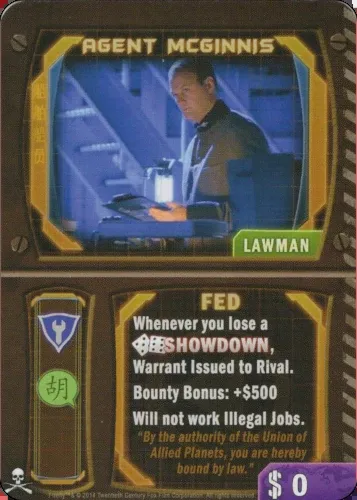 AGENT MCGINNIS
LAWMAN
胡
FED
Whenever you lose a
SHOWDOWN,
Warrant Issued to Rival.
Bounty Bonus: +$500
Will not work Illegal Jobs.
"By the authority of the Union of
Allied Planets, you are hereby
bound by law."
$ 0